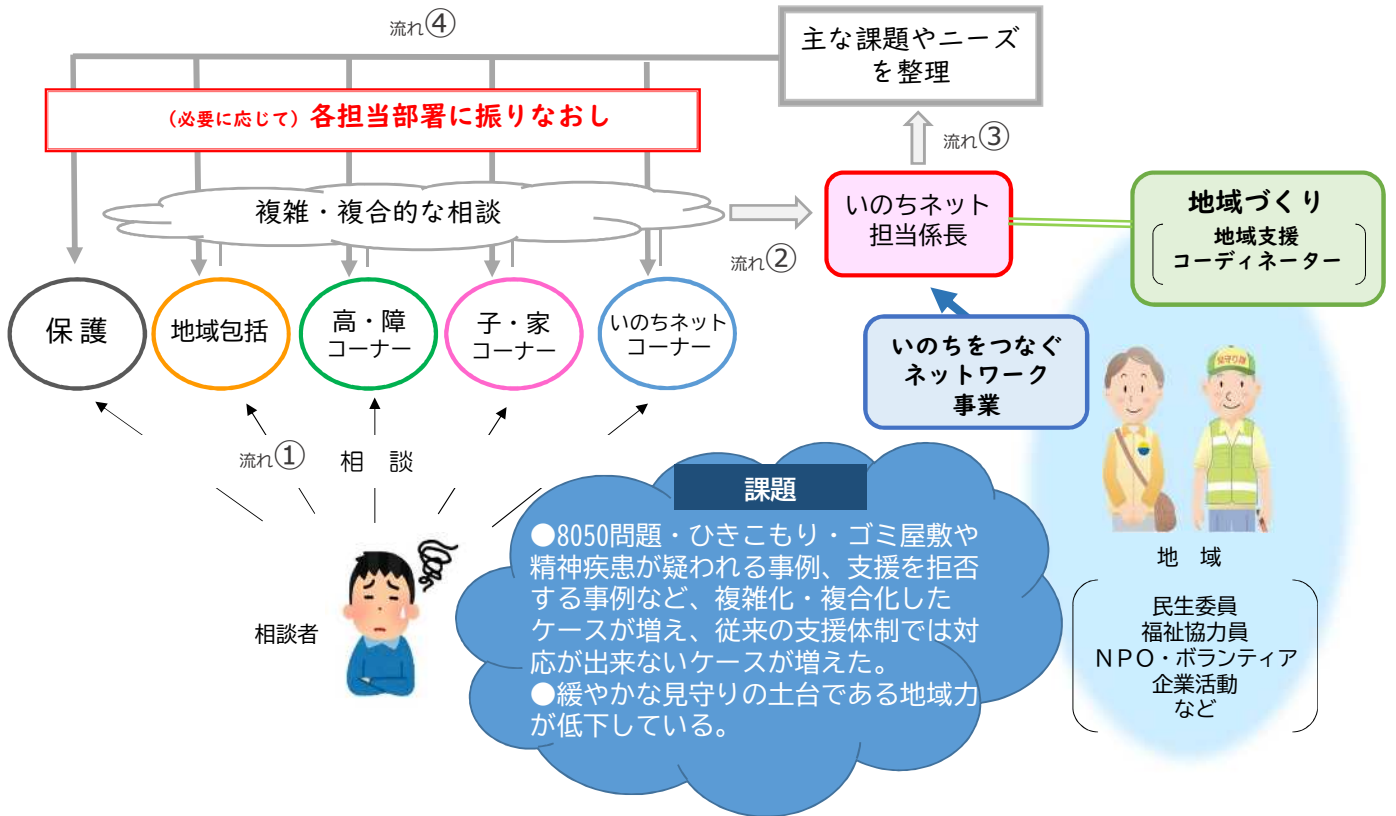 流れ④
主な課題やニーズ
を整理
(必要に応じて) 各担当部署に振りなおし
流れ③
複雑・複合的な相談
流れ②
いのちネット
担当係長
地域づくり
地域支援
コーディネーター
保 護
地域包括
高・障
コーナー
子・家
コーナー
いのちネット
コーナー
いのちをつなぐ
ネットワーク
事業
見守り隊
流れ①
相 談
相談者
課題
●8050問題・ひきこもり・ゴミ屋敷や
精神疾患が疑われる事例、支援を拒否
する事例など、複雑化・複合化した
ケースが増え、従来の支援体制では対
応が出来ないケースが増えた。
●緩やかな見守りの土台である地域力
が低下している。
地 域
民生委員
福祉協力員
NPO・ボランティア
企業活動
など